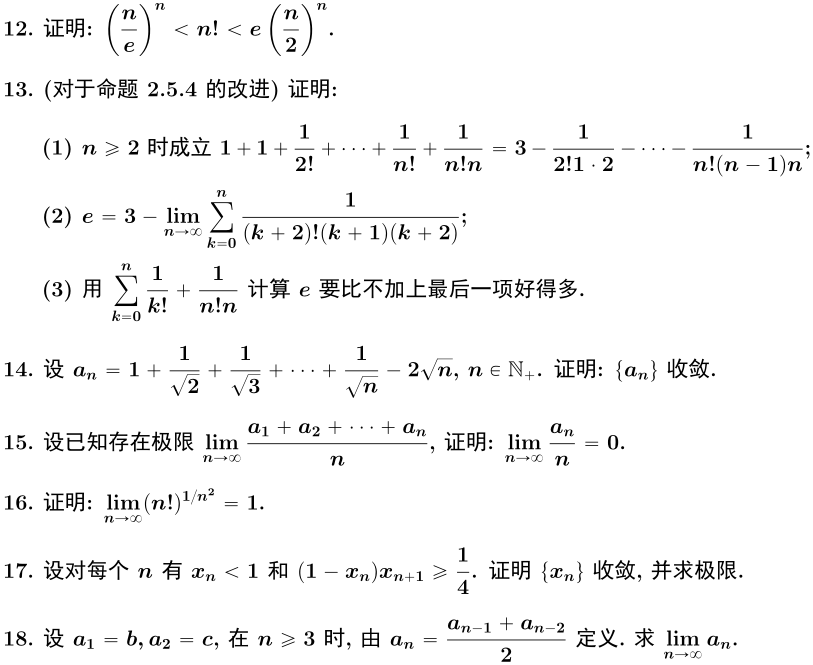 12. 证明: $\left(\frac{n}{e}\right)^n < n! < e\left(\frac{n}{2}\right)^n$.
13. (对于命题 2.5.4 的改进) 证明:
(1) $n \geqslant 2$ 时成立 $1+1+\frac{1}{2!}+\cdots+\frac{1}{n!}+\frac{1}{n!n}=3-\frac{1}{2!1\cdot 2}-\cdots-\frac{1}{n!(n-1)n}$;
(2) $e=3-\lim_{n\to\infty}\sum_{k=0}^{n}\frac{1}{(k+2)!(k+1)(k+2)}$;
(3) 用 $\sum_{k=0}^{n}\frac{1}{k!}+\frac{1}{n!n}$ 计算 $e$ 要比不加上最后一项好得多.
14. 设 $a_n=1+\frac{1}{\sqrt{2}}+\frac{1}{\sqrt{3}}+\cdots+\frac{1}{\sqrt{n}}-2\sqrt{n}$, $n\in\mathbb{N}_+$. 证明: $\{a_n\}$ 收敛.
15. 设已知存在极限 $\lim_{n\to\infty}\frac{a_1+a_2+\cdots+a_n}{n}$, 证明: $\lim_{n\to\infty}\frac{a_n}{n}=0$.
16. 证明: $\lim_{n\to\infty}(n!)^{1/n^2}=1$.
17. 设对每个 $n$ 有 $x_n<1$ 和 $(1-x_n)x_{n+1}\geqslant\frac{1}{4}$. 证明 $\{x_n\}$ 收敛, 并求极限.
18. 设 $a_1=b, a_2=c$, 在 $n\geqslant 3$ 时, 由 $a_n=\frac{a_{n-1}+a_{n-2}}{2}$ 定义. 求 $\lim_{n\to\infty}a_n$.